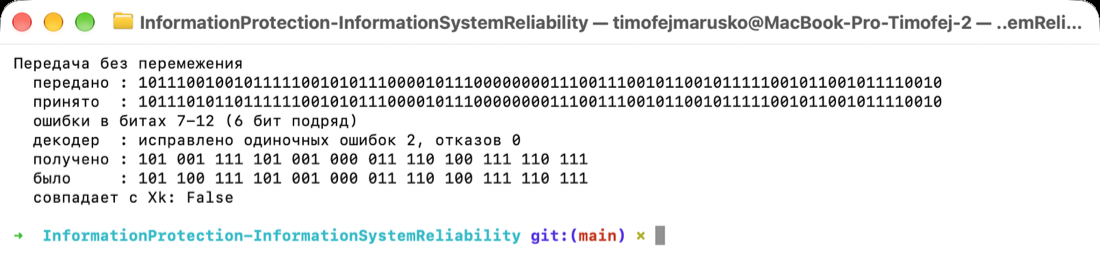 InformationProtection-InformationSystemReliability — timofejmarusko@MacBook-Pro-Timofej-2 — ..emReli...
Передача без перемежения
передано : 101110010010111110010101110000101110000000011100111001011001011111001011001011110010
принято : 101110101101111110010101110000101110000000011100111001011001011111001011001011110010
ошибки в битах 7-12 (6 бит подряд)
декодер : исправлено одиночных ошибок 2, отказов 0
получено : 101 001 111 101 001 000 011 110 100 111 110 111
было : 101 100 111 101 001 000 011 110 100 111 110 111
совпадает с Xk: False
➜ InformationProtection-InformationSystemReliability git:(main) ×